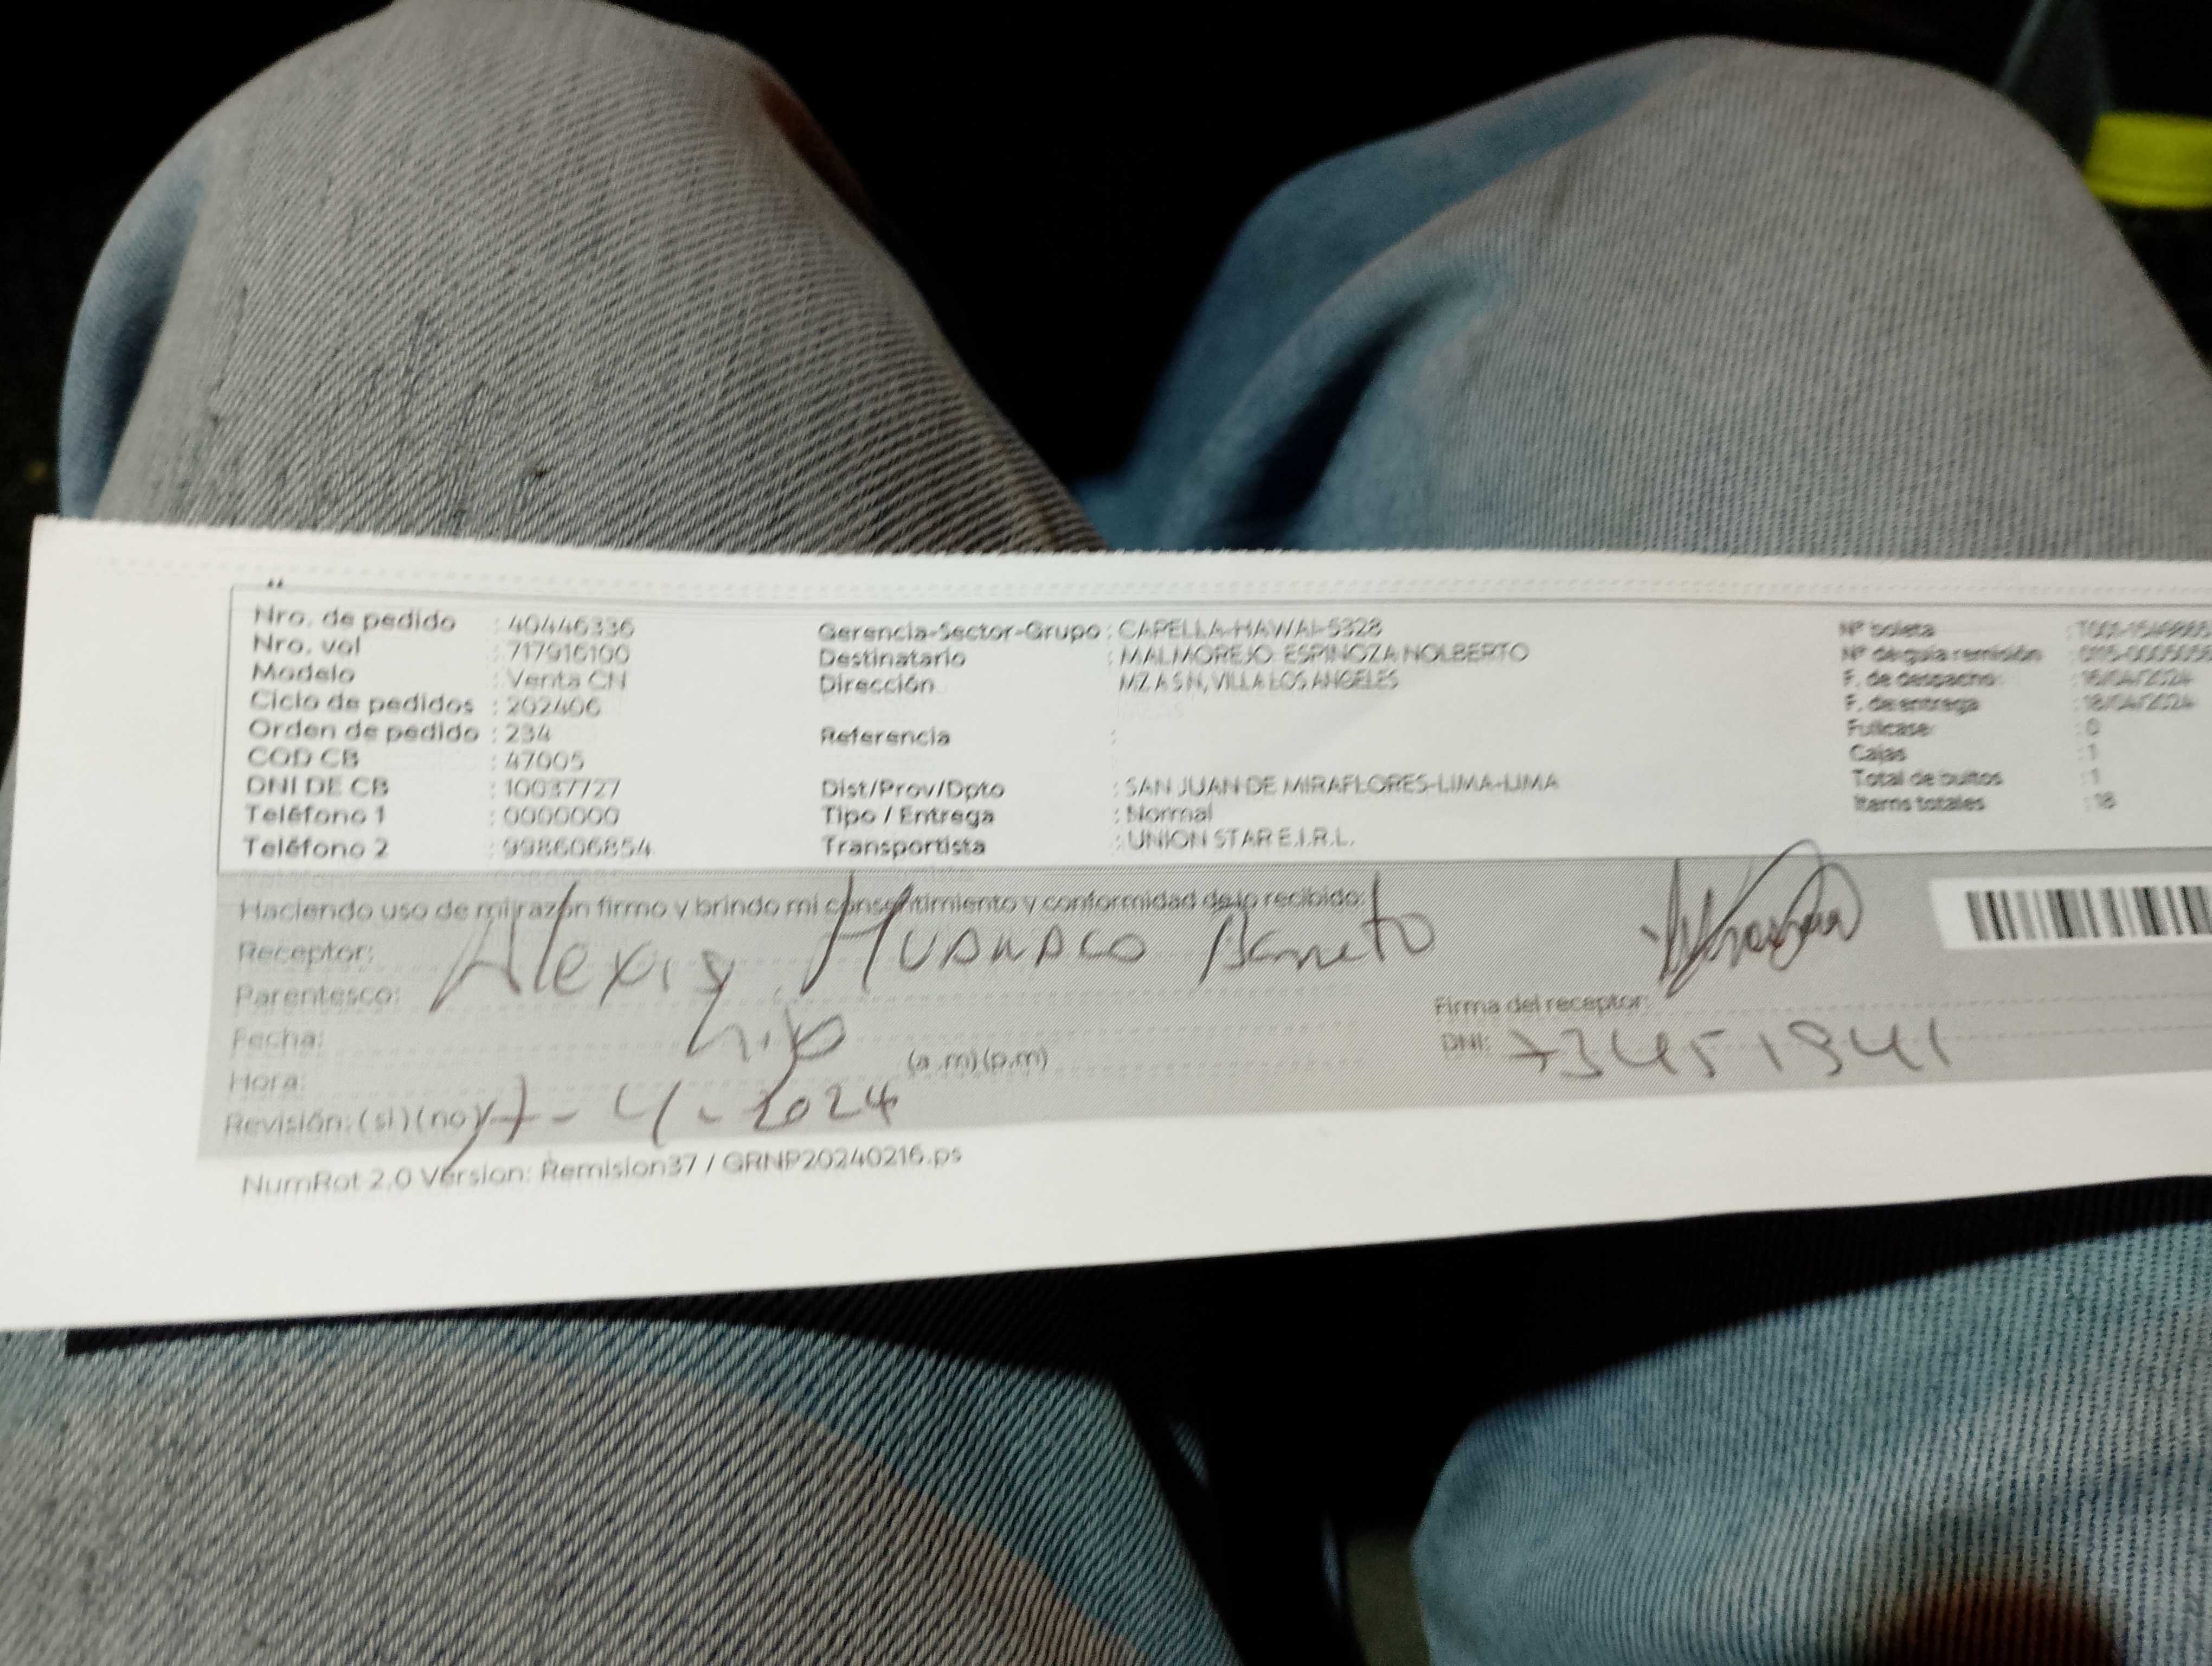 Nro. de pedido : 40446336
Nro. vol : 717916100
Modelo : Venta CN
Ciclo de pedidos : 202406
Orden de pedido : 234
COD CB : 47005
DNI DE CB : 10037727
Teléfono 1 : 0000000
Teléfono 2 : 998606854
Gerencia-Sector-Grupo : CAPELLA-HAWAI-5328
Destinatario : MALMOREJO ESPINOZA NOLBERTO
Dirección MZ A SN, VILLA LOS ANGELES
Referencia :
Dist/Prov/Dpto : SAN JUAN DE MIRAFLORES-LIMA-LIMA
Tipo / Entrega : Normal
Transportista : UNION STAR E.I.R.L.
Nº boleta
Nº de guia remisión
F. de despacho : 16/04/2024
F. de entrega : 18/04/2024
Fullcase : 0
Cajas : 1
Total de bultos : 1
Items totales : 18
Haciendo uso de mi razón firmo y brindo mi consentimiento y conformidad de lo recibido:
Receptor: Alexis Huanaco
Parentesco: hijo
Fecha:
Hora: (a.m) (p.m)
Revisión: (si) (no) 17-4-2024
Firma del receptor:
DNI: 73451941
NumRot 2.0 Version: Remision37 / GRNP20240216.ps